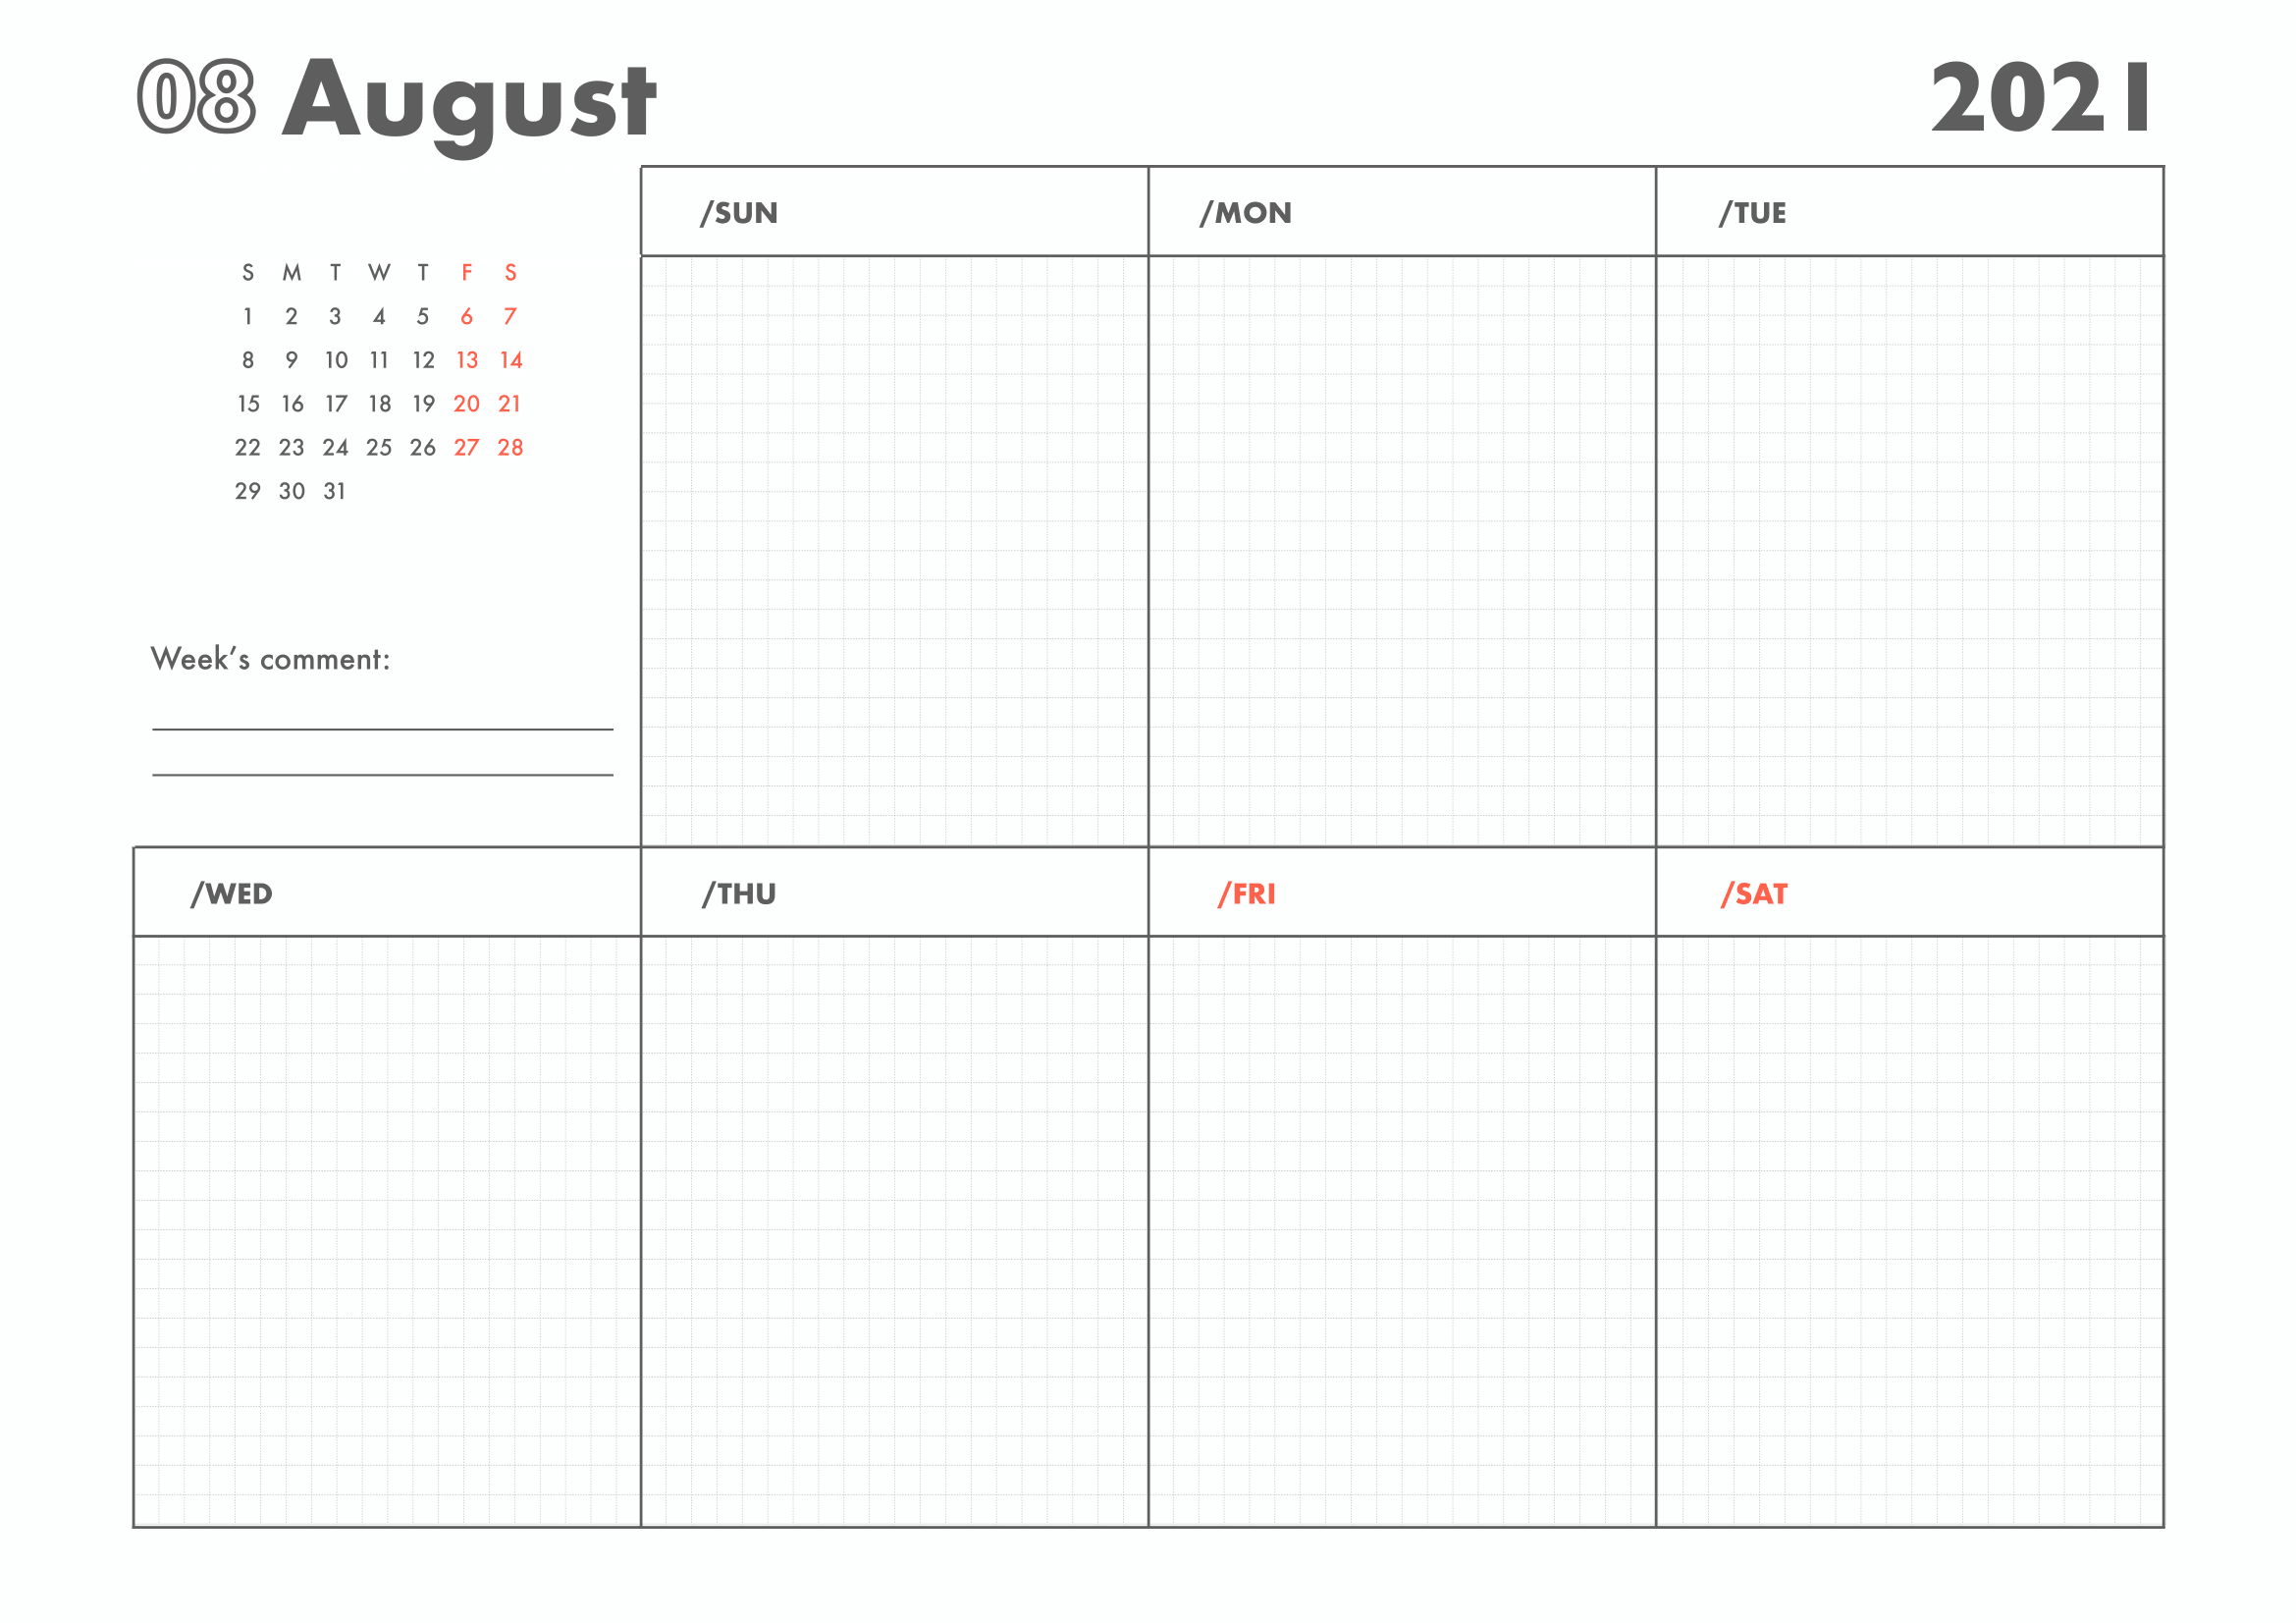 08 August
2021
S M T W T F S
1 2 3 4 5 6 7
8 9 10 11 12 13 14
15 16 17 18 19 20 21
22 23 24 25 26 27 28
29 30 31
Week’s comment:
/SUN
/MON
/TUE
/WED
/THU
/FRI
/SAT